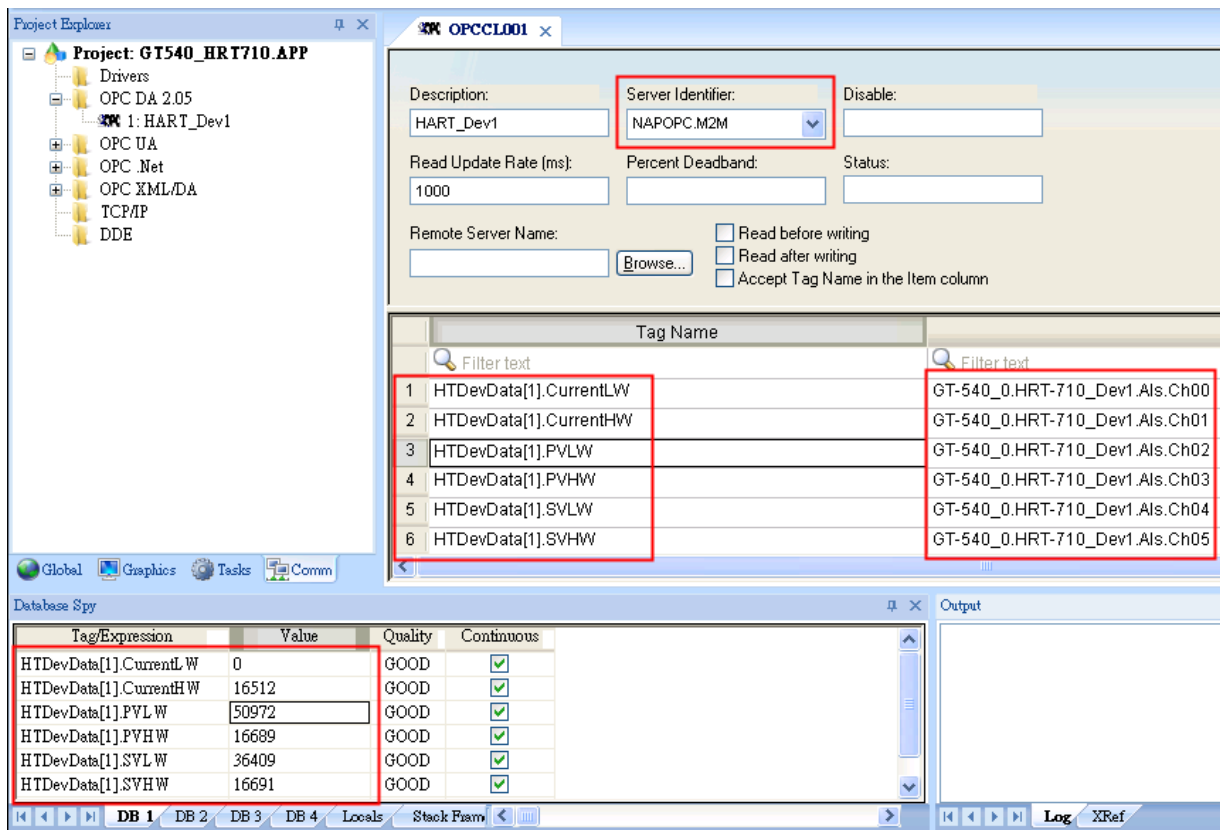 Project Explorer
Project: GT540_HRT710.APP
Drivers
OPC DA 2.05
1: HART_Dev1
OPC UA
OPC .Net
OPC XML/DA
TCP/IP
DDE
Global Graphics Tasks Comm
OPCCL001
Description: Server Identifier: Disable:
HART_Dev1 NAPOPC.M2M
Read Update Rate (ms): Percent Deadband: Status:
1000
Remote Server Name:
Browse...
Read before writing
Read after writing
Accept Tag Name in the Item column
Tag Name
Filter text Filter text
1 HTDevData[1].CurrentLW GT-540_0.HRT-710_Dev1.AIs.Ch00
2 HTDevData[1].CurrentHW GT-540_0.HRT-710_Dev1.AIs.Ch01
3 HTDevData[1].PVLW GT-540_0.HRT-710_Dev1.AIs.Ch02
4 HTDevData[1].PVHW GT-540_0.HRT-710_Dev1.AIs.Ch03
5 HTDevData[1].SVLW GT-540_0.HRT-710_Dev1.AIs.Ch04
6 HTDevData[1].SVHW GT-540_0.HRT-710_Dev1.AIs.Ch05
Database Spy
Tag/Expression Value Quality Continuous
HTDevData[1].CurrentLW 0 GOOD
HTDevData[1].CurrentHW 16512 GOOD
HTDevData[1].PVLW 50972 GOOD
HTDevData[1].PVHW 16689 GOOD
HTDevData[1].SVLW 36409 GOOD
HTDevData[1].SVHW 16691 GOOD
DB 1 DB 2 DB 3 DB 4 Locals Stack Fram
Output
Log XRef